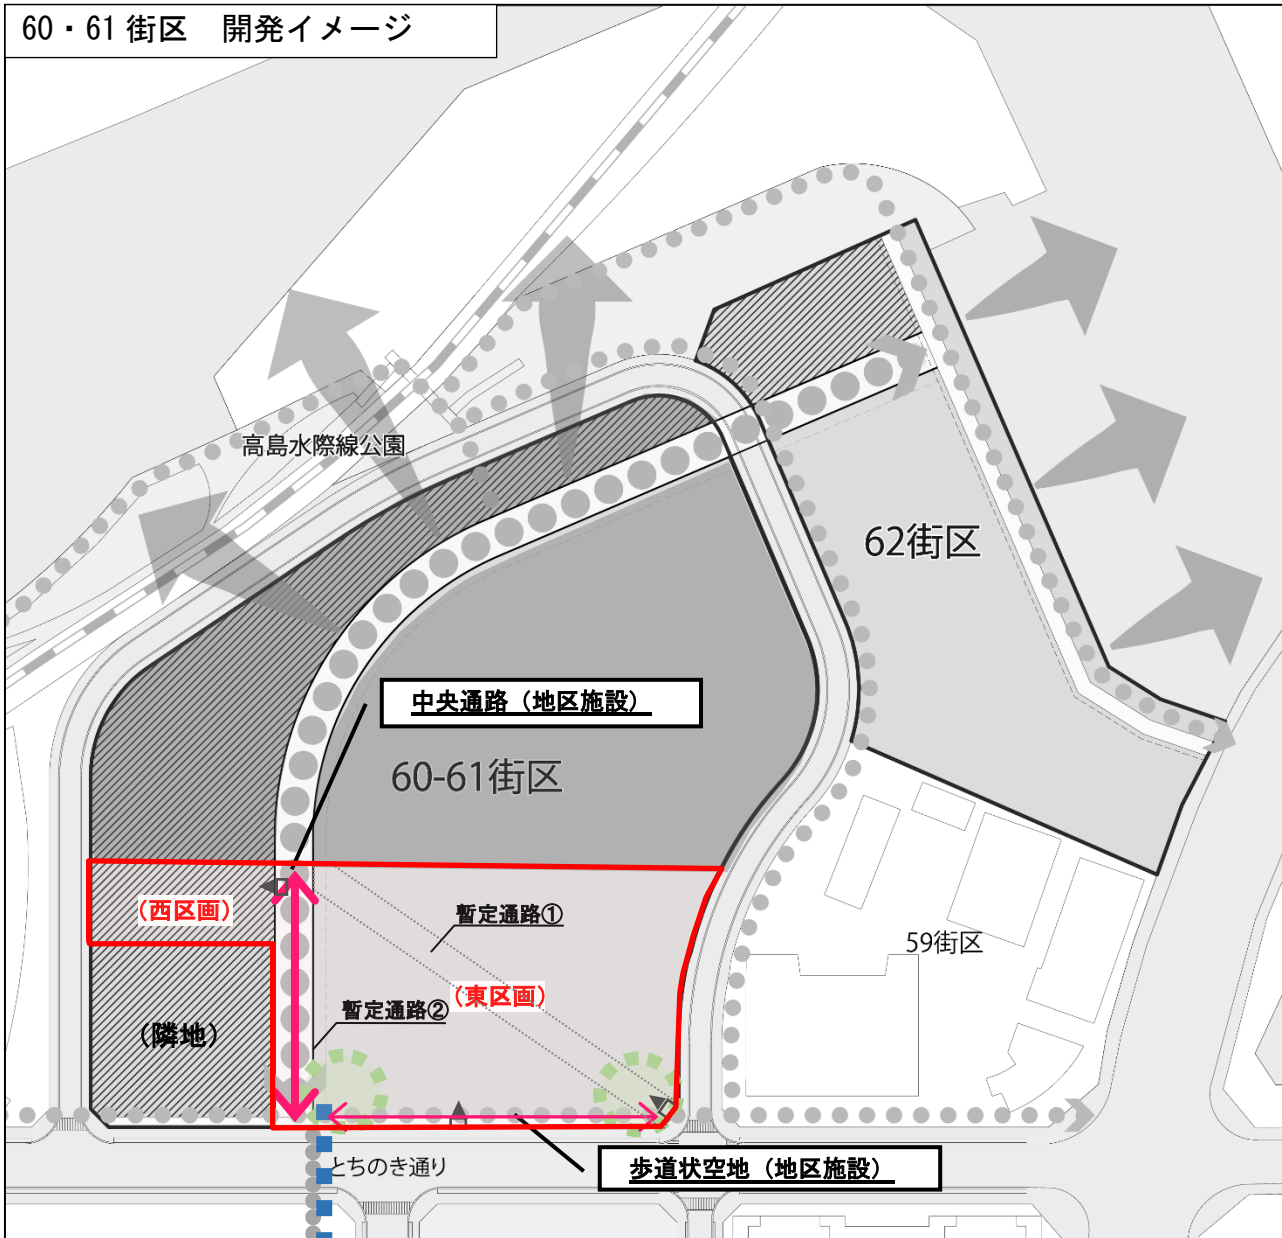 60・61 街区　開発イメージ
高島水際線公園
62街区
中央通路（地区施設）
60-61街区
（西区画）
暫定通路①
59街区
（東区画）
暫定通路②
（隣地）
とちのき通り
歩道状空地（地区施設）